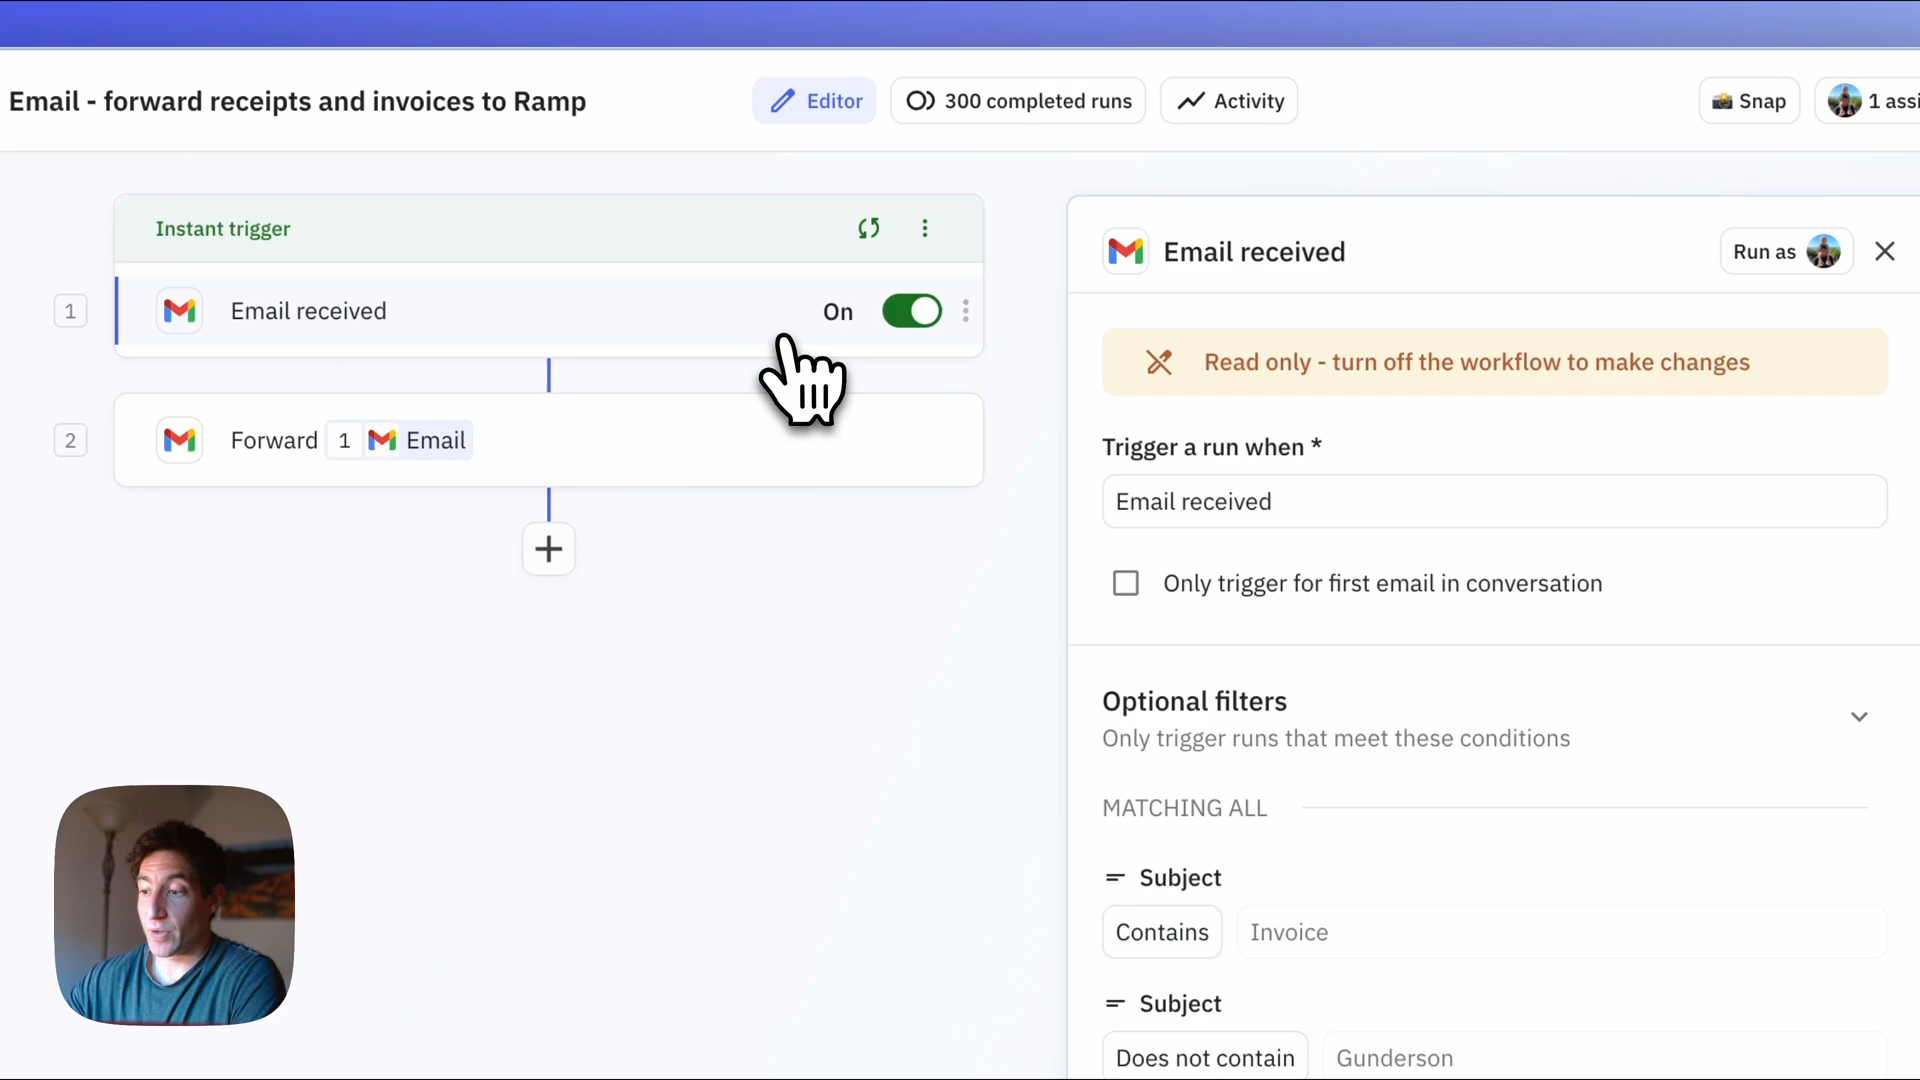 Email - forward receipts and invoices to Ramp
Editor
300 completed runs
Activity
Snap
1 assi
Instant trigger
1
Email received
On
2
Forward 1 Email
Email received
Run as
Read only - turn off the workflow to make changes
Trigger a run when *
Email received
Only trigger for first email in conversation
Optional filters
Only trigger runs that meet these conditions
MATCHING ALL
Subject
Contains
Invoice
Subject
Does not contain
Gunderson